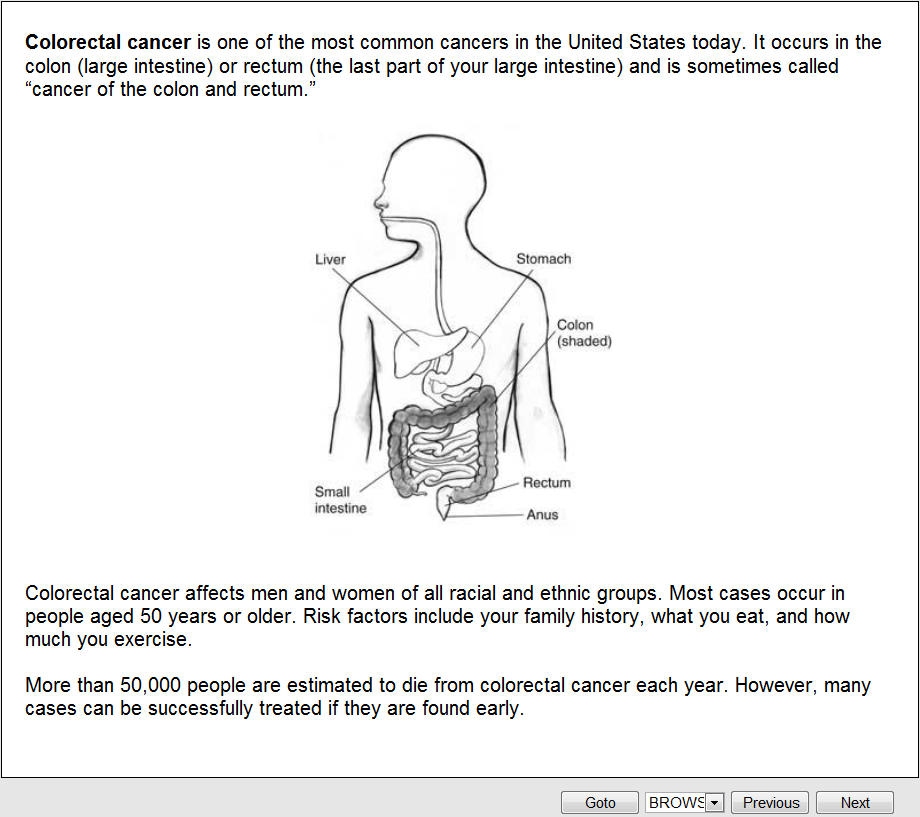 Colorectal cancer is one of the most common cancers in the United States today. It occurs in the
colon (large intestine) or rectum (the last part of your large intestine) and is sometimes called
“cancer of the colon and rectum.”
Liver
Stomach
Colon
(shaded)
Small
intestine
Rectum
Anus
Colorectal cancer affects men and women of all racial and ethnic groups. Most cases occur in
people aged 50 years or older. Risk factors include your family history, what you eat, and how
much you exercise.
More than 50,000 people are estimated to die from colorectal cancer each year. However, many
cases can be successfully treated if they are found early.
Goto BROWS Previous Next